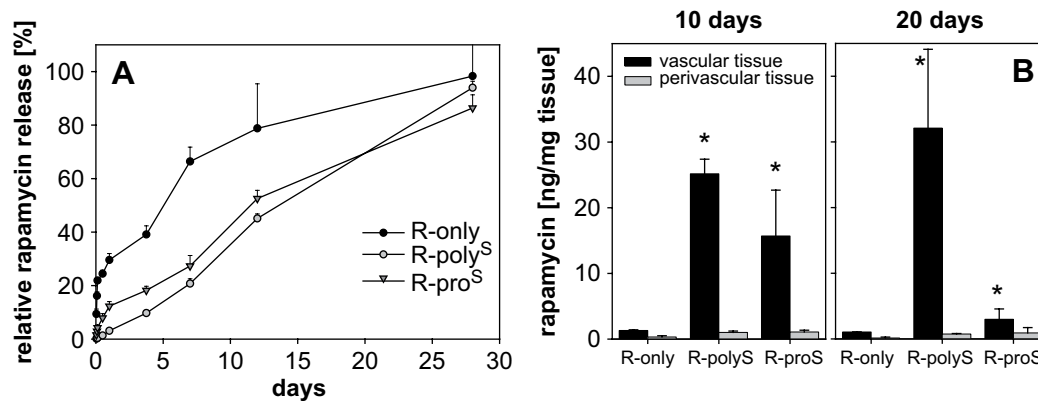 A
relative rapamycin release [%]
100
80
60
40
20
0
R-only
R-polyS
R-proS
0 5 10 15 20 25 30
days
10 days 20 days
B
rapamycin [ng/mg tissue]
40
30
20
10
0
vascular tissue
perivascular tissue
* * * *
R-only R-polyS R-proS R-only R-polyS R-proS